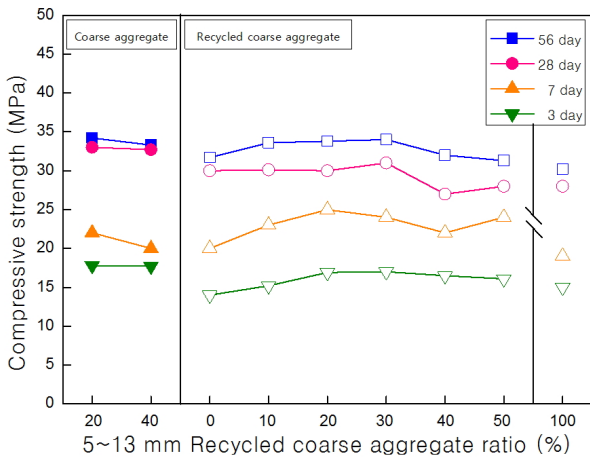 Coarse aggregate
Recycled coarse aggregate
56 day
28 day
7 day
3 day
Compressive strength (MPa)
50
45
40
35
30
25
20
15
10
5
0
20 40 0 10 20 30 40 50 100
5~13 mm Recycled coarse aggregate ratio (%)